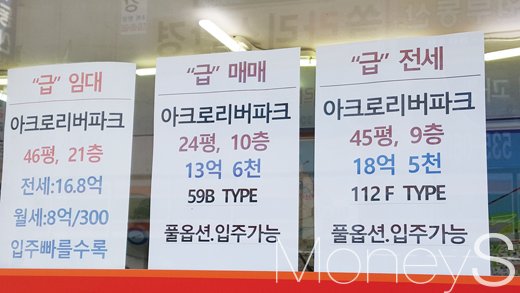 “급” 임대
아크로리버파크
46평, 21층
전세:16.8억
월세:8억/300
입주빠를수록
“급” 매매
아크로리버파크
24평, 10층
13억 6천
59B TYPE
풀옵션.입주가능
“급” 전세
아크로리버파크
45평, 9층
18억 5천
112 F TYPE
풀옵션.입주가능
MoneyS